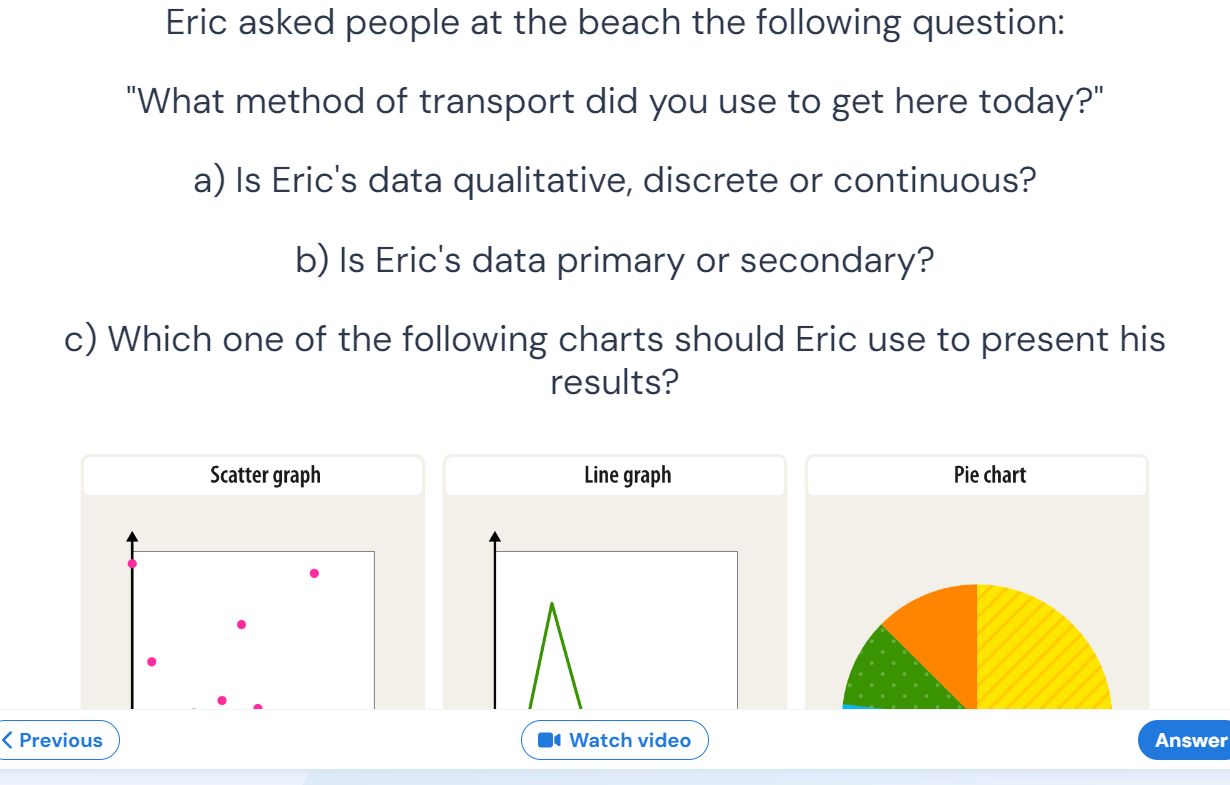 Eric asked people at the beach the following question:
"What method of transport did you use to get here today?"
a) Is Eric's data qualitative, discrete or continuous?
b) Is Eric's data primary or secondary?
c) Which one of the following charts should Eric use to present his
results?
Scatter graph
Line graph
Pie chart
Previous
Watch video
Answer